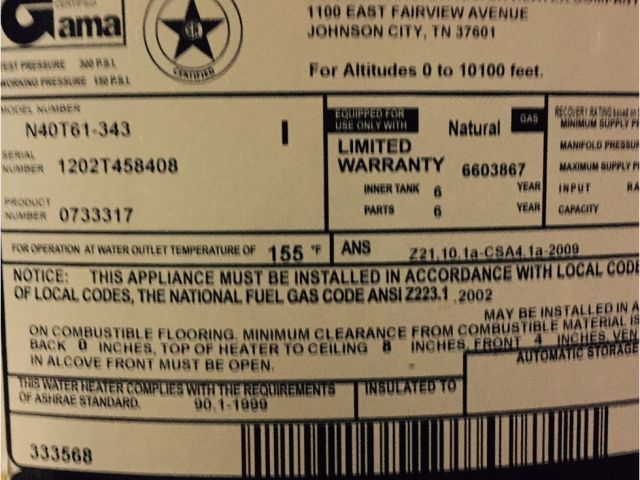 CERTIFIED
Gama
CERTIFIED
1100 EAST FAIRVIEW AVENUE
JOHNSON CITY, TN 37601
TEST PRESSURE 300 P.S.I.
WORKING PRESSURE 150 P.S.I.
For Altitudes 0 to 10100 feet.
MODEL NUMBER
N40T61-343
SERIAL
NUMBER 1202T458408
PRODUCT
NUMBER 0733317
EQUIPPED FOR
USE ONLY WITH
Natural GAS
LIMITED
WARRANTY 6603867
INNER TANK 6 YEAR
PARTS 6 YEAR
RECOVERY RATING based on
MINIMUM SUPPLY
MANIFOLD
MAXIMUM SUPPLY
INPUT
CAPACITY
FOR OPERATION AT WATER OUTLET TEMPERATURE OF 155 °F
ANS Z21.10.1a-CSA4.1a-2009
NOTICE: THIS APPLIANCE MUST BE INSTALLED IN ACCORDANCE WITH LOCAL CODE
OF LOCAL CODES, THE NATIONAL FUEL GAS CODE ANSI Z223.1 .2002
MAY BE INSTALLED IN A
ON COMBUSTIBLE FLOORING. MINIMUM CLEARANCE FROM COMBUSTIBLE MATERIAL IS
BACK 0 INCHES, TOP OF HEATER TO CEILING 8 INCHES, FRONT 4 INCHES,
IN ALCOVE FRONT MUST BE OPEN.
AUTOMATIC STORAGE
THIS WATER HEATER COMPLIES WITH THE REQUIREMENTS
OF ASHRAE STANDARD. 90.1-1999
INSULATED TO
333568